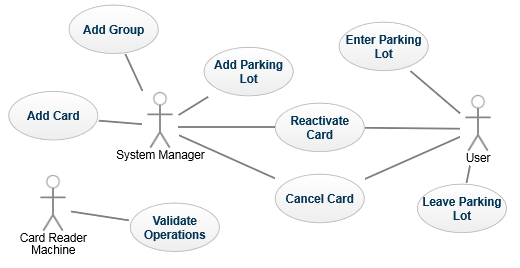 Add Group
Enter Parking
Lot
Add Parking
Lot
Add Card
Reactivate
Card
System Manager
User
Cancel Card
Leave Parking
Lot
Validate
Operations
Card Reader
Machine